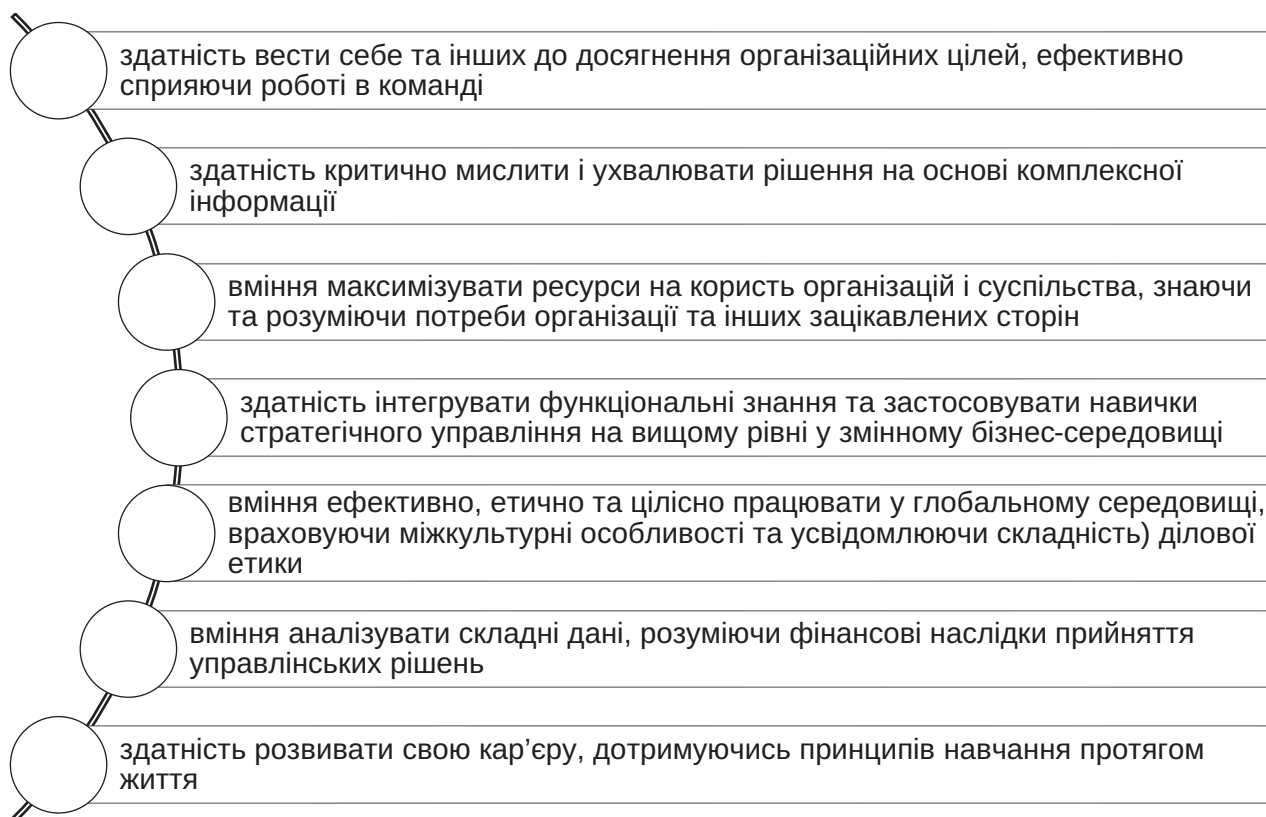 здатність вести себе та інших до досягнення організаційних цілей, ефективно
сприяючи роботі в команді
здатність критично мислити і ухвалювати рішення на основі комплексної
інформації
вміння максимізувати ресурси на користь організацій і суспільства, знаючи
та розуміючи потреби організації та інших зацікавлених сторін
здатність інтегрувати функціональні знання та застосовувати навички
стратегічного управління на вищому рівні у змінному бізнес-середовищі
вміння ефективно, етично та цілісно працювати у глобальному середовищі,
враховуючи міжкультурні особливості та усвідомлюючи складність) ділової
етики
вміння аналізувати складні дані, розуміючи фінансові наслідки прийняття
управлінських рішень
здатність розвивати свою кар’єру, дотримуючись принципів навчання протягом
життя